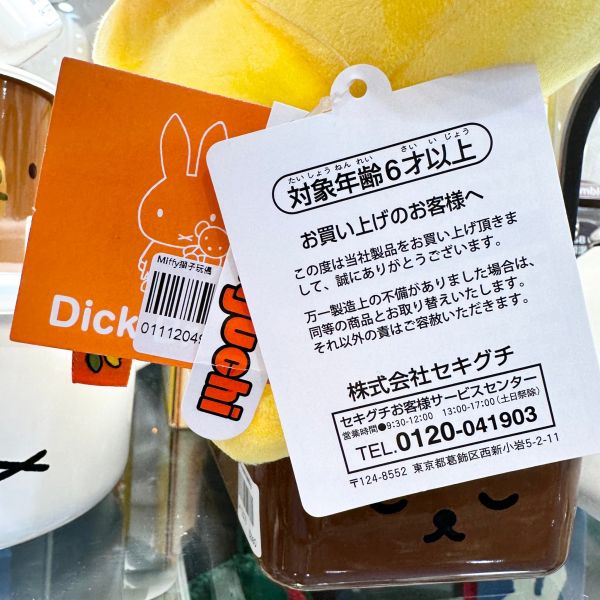 たいしょうねんれい さい いじょう
対象年齢6才以上
お買い上げのお客様へ
この度は当社製品をお買い上げ頂きま
して、誠にありがとうございます。
万一製造上の不備がありました場合は、
同等の商品とお取り替えいたします。
それ以外の責はご容赦いただきます。
株式会社セキグチ
セキグチお客様サービスセンター
営業時間●9:30-12:00 13:00-17:00(土日祭除)
TEL.0120-041903
〒124-8552 東京都葛飾区西新小岩5-2-11
Dick
Miffy獅子玩偶
0111204
guchi